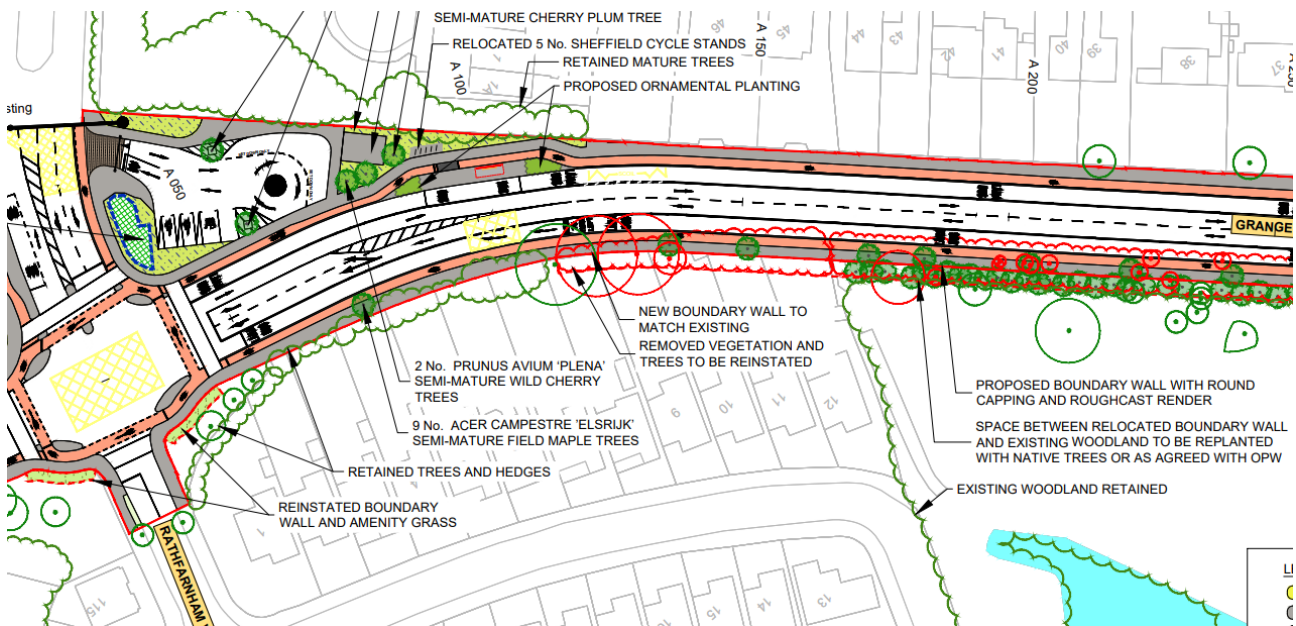 SEMI-MATURE CHERRY PLUM TREE
RELOCATED 5 No. SHEFFIELD CYCLE STANDS
RETAINED MATURE TREES
PROPOSED ORNAMENTAL PLANTING
sting
A 050
A 100
A 150
A 200
A 250
1
1A
46
45
44
43
42
41
40
39
38
37
GRANGE
NEW BOUNDARY WALL TO
MATCH EXISTING
REMOVED VEGETATION AND
TREES TO BE REINSTATED
2 No. PRUNUS AVIUM 'PLENA'
SEMI-MATURE WILD CHERRY
TREES
9 No. ACER CAMPESTRE 'ELSRIJK'
SEMI-MATURE FIELD MAPLE TREES
RETAINED TREES AND HEDGES
REINSTATED BOUNDARY
WALL AND AMENITY GRASS
PROPOSED BOUNDARY WALL WITH ROUND
CAPPING AND ROUGHCAST RENDER
SPACE BETWEEN RELOCATED BOUNDARY WALL
AND EXISTING WOODLAND TO BE REPLANTED
WITH NATIVE TREES OR AS AGREED WITH OPW
EXISTING WOODLAND RETAINED
9
10
11
12
1
RATHFARNHAM
115
16
15
14
13